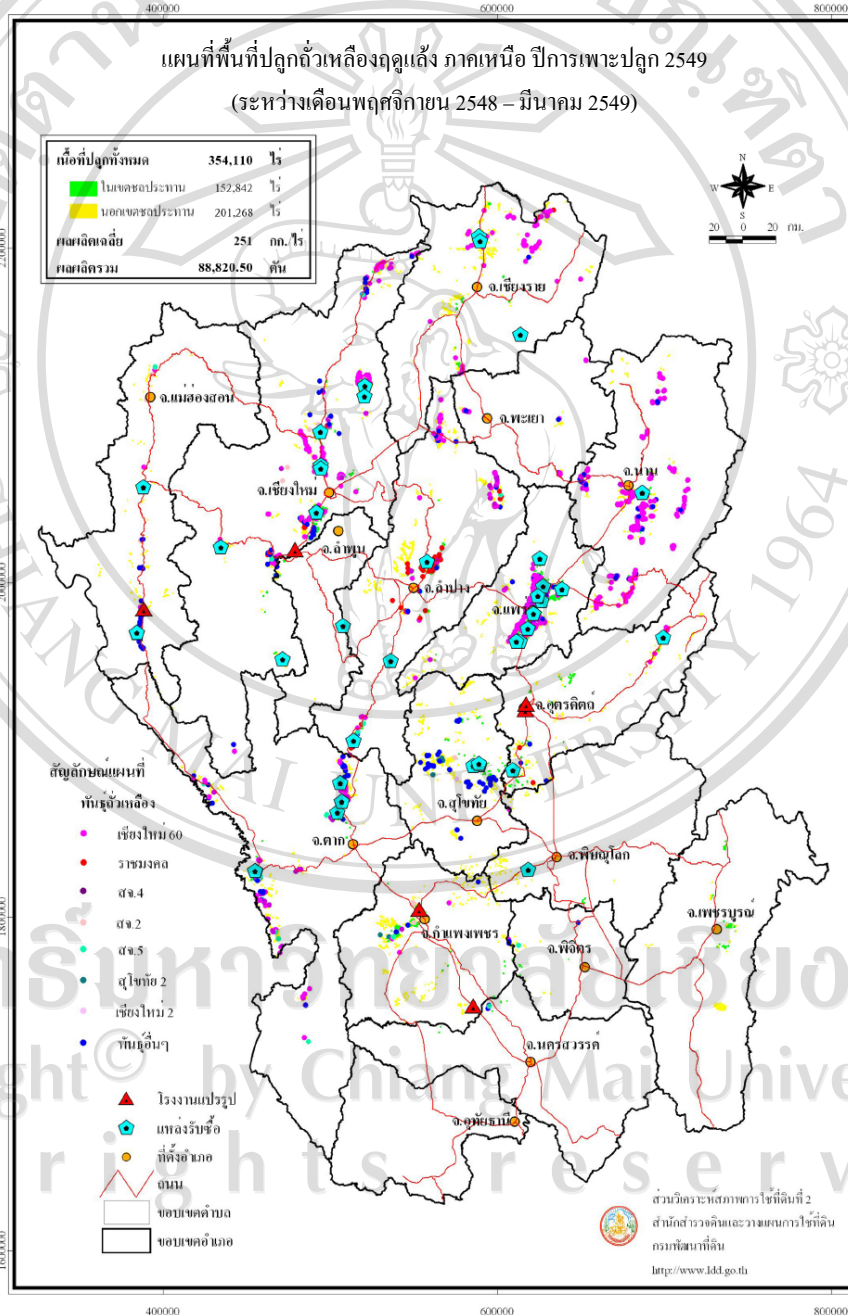 400000 600000 800000
แผนที่พื้นที่ปลูกถั่วเหลืองฤดูแล้ง ภาคเหนือ ปีการเพาะปลูก 2549
(ระหว่างเดือนพฤศจิกายน 2548 – มีนาคม 2549)
เนื้อที่ปลูกทั้งหมด 354,110 ไร่
ในเขตชลประทาน 152,842 ไร่
นอกเขตชลประทาน 201,268 ไร่
ผลผลิตเฉลี่ย 251 กก./ไร่
ผลผลิตรวม 88,820.50 ตัน
N
W E
S
20 0 20 กม.
2200000
2000000
1800000
1600000
จ.เชียงราย
จ.แม่ฮ่องสอน
จ.พะเยา
จ.น่าน
จ.เชียงใหม่
จ.ลำพูน
จ.ลำปาง
จ.แพร่
จ.อุตรดิตถ์
จ.สุโขทัย
จ.ตาก
จ.พิษณุโลก
จ.เพชรบูรณ์
จ.กำแพงเพชร
จ.พิจิตร
จ.นครสวรรค์
จ.อุทัยธานี
สัญลักษณ์แผนที่
พันธุ์ถั่วเหลือง
เชียงใหม่ 60
ราชมงคล
สจ.4
สจ.2
สจ.5
สุโขทัย 2
เชียงใหม่ 2
พันธุ์อื่นๆ
โรงงานแปรรูป
แหล่งรับซื้อ
ที่ตั้งอำเภอ
ถนน
ขอบเขตตำบล
ขอบเขตอำเภอ
ส่วนวิเคราะห์สภาพการใช้ที่ดินที่ 2
สำนักสำรวจดินและวางแผนการใช้ที่ดิน
กรมพัฒนาที่ดิน
http://www.ldd.go.th
400000 600000 800000
CHIANG MAI UNIVERSITY 1964
by Chiang Mai Unive
rights reserv